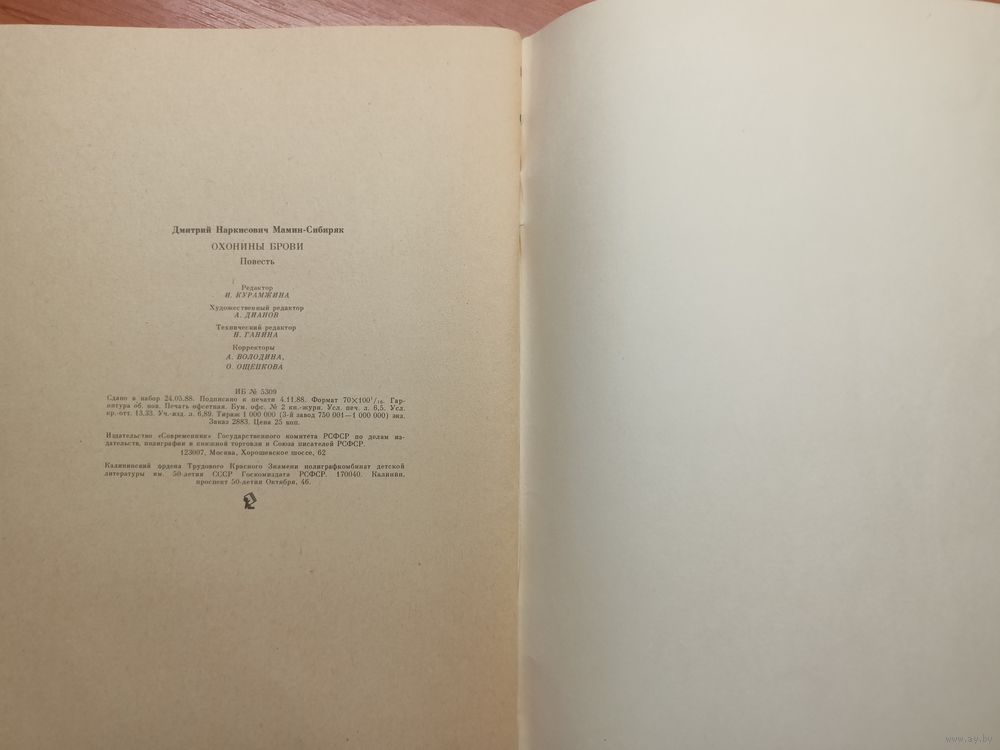 Дмитрий Наркисович Мамин-Сибиряк
ОХОНИНЫ БРОВИ
Повесть
Редактор
И. КУРАМЖИНА
Художественный редактор
А. ДИАНОВ
Технический редактор
Н. ГАНИНА
Корректоры
А. ВОЛОДИНА,
О. ОЩЕПКОВА
ИБ № 5309
Сдано в набор 24.05.88. Подписано к печати 4.11.88. Формат 70×100¹/₁₆. Гар-
нитура об. нов. Печать офсетная. Бум. офс. № 2 кн.-журн. Усл. печ. л. 6,5. Усл.
кр.-отт. 13.33. Уч.-изд. л. 6,89. Тираж 1 000 000 (3-й завод 750 001—1 000 000) экз.
Заказ 2883. Цена 25 коп.
Издательство «Современник» Государственного комитета РСФСР по делам из-
дательств, полиграфии и книжной торговли и Союза писателей РСФСР.
123007, Москва, Хорошевское шоссе, 62
Калининский ордена Трудового Красного Знамени полиграфкомбинат детской
литературы им. 50-летия СССР Госкомиздата РСФСР. 170040. Калинин,
проспект 50-летия Октября, 46.
www.ay.by